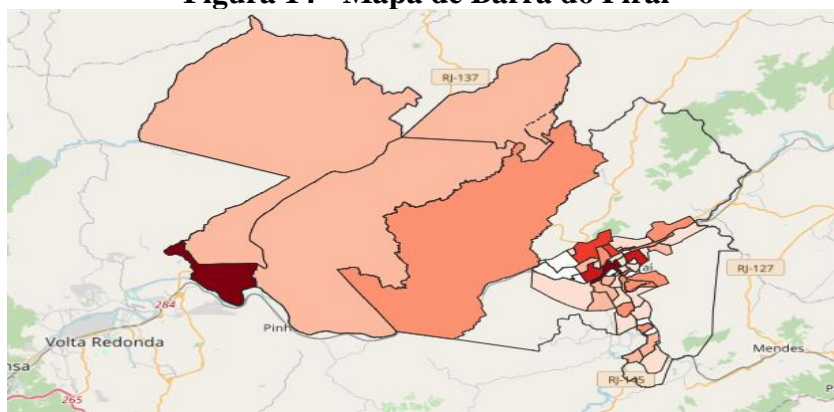 Figura 14 - Mapa de Barra do Piraí
RJ-137
RJ-127
284
Volta Redonda
Pinh
Mendes
nsa
265
RJ-145
aí
P